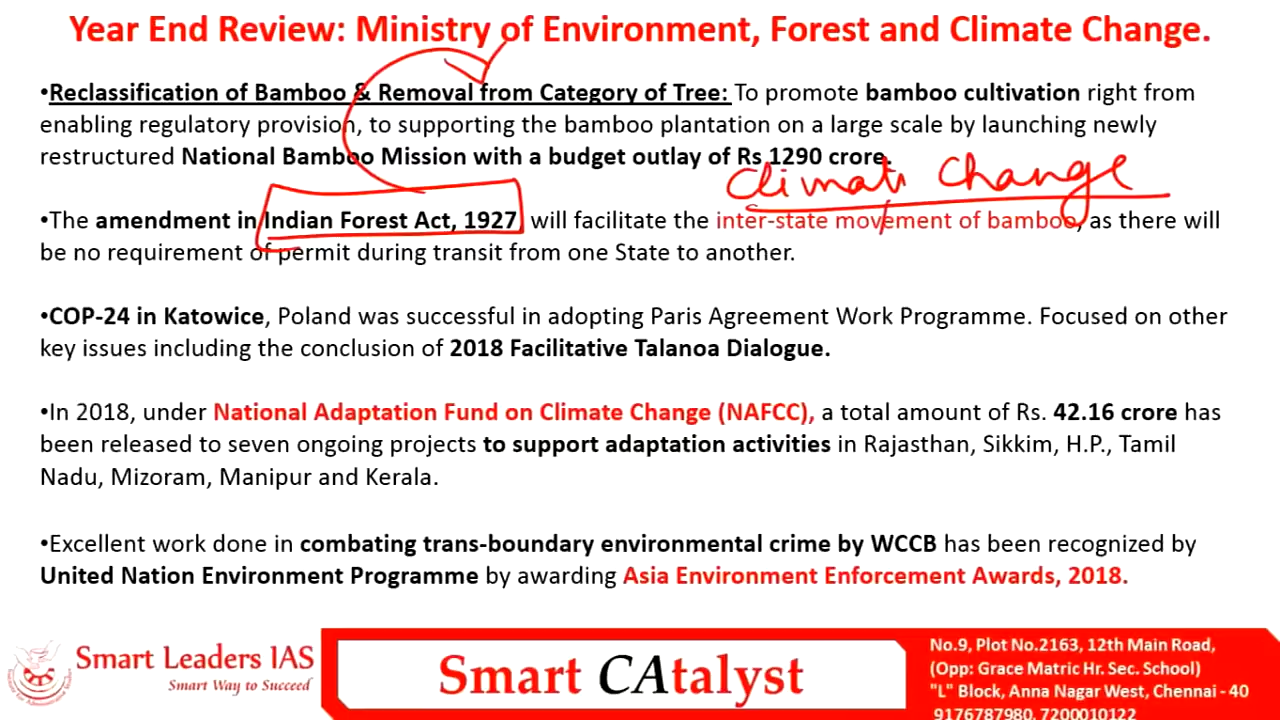 Year End Review: Ministry of Environment, Forest and Climate Change.
•Reclassification of Bamboo & Removal from Category of Tree: To promote bamboo cultivation right from
enabling regulatory provision, to supporting the bamboo plantation on a large scale by launching newly
restructured National Bamboo Mission with a budget outlay of Rs 1290 crore.
Climate Change
•The amendment in Indian Forest Act, 1927 will facilitate the inter-state movement of bamboo, as there will
be no requirement of permit during transit from one State to another.
•COP-24 in Katowice, Poland was successful in adopting Paris Agreement Work Programme. Focused on other
key issues including the conclusion of 2018 Facilitative Talanoa Dialogue.
•In 2018, under National Adaptation Fund on Climate Change (NAFCC), a total amount of Rs. 42.16 crore has
been released to seven ongoing projects to support adaptation activities in Rajasthan, Sikkim, H.P., Tamil
Nadu, Mizoram, Manipur and Kerala.
•Excellent work done in combating trans-boundary environmental crime by WCCB has been recognized by
United Nation Environment Programme by awarding Asia Environment Enforcement Awards, 2018.
Smart Leaders IAS
Smart Way to Succeed
Smart CAtalyst
No.9, Plot No.2163, 12th Main Road,
(Opp: Grace Matric Hr. Sec. School)
"L" Block, Anna Nagar West, Chennai - 40
9176787980, 7200010122